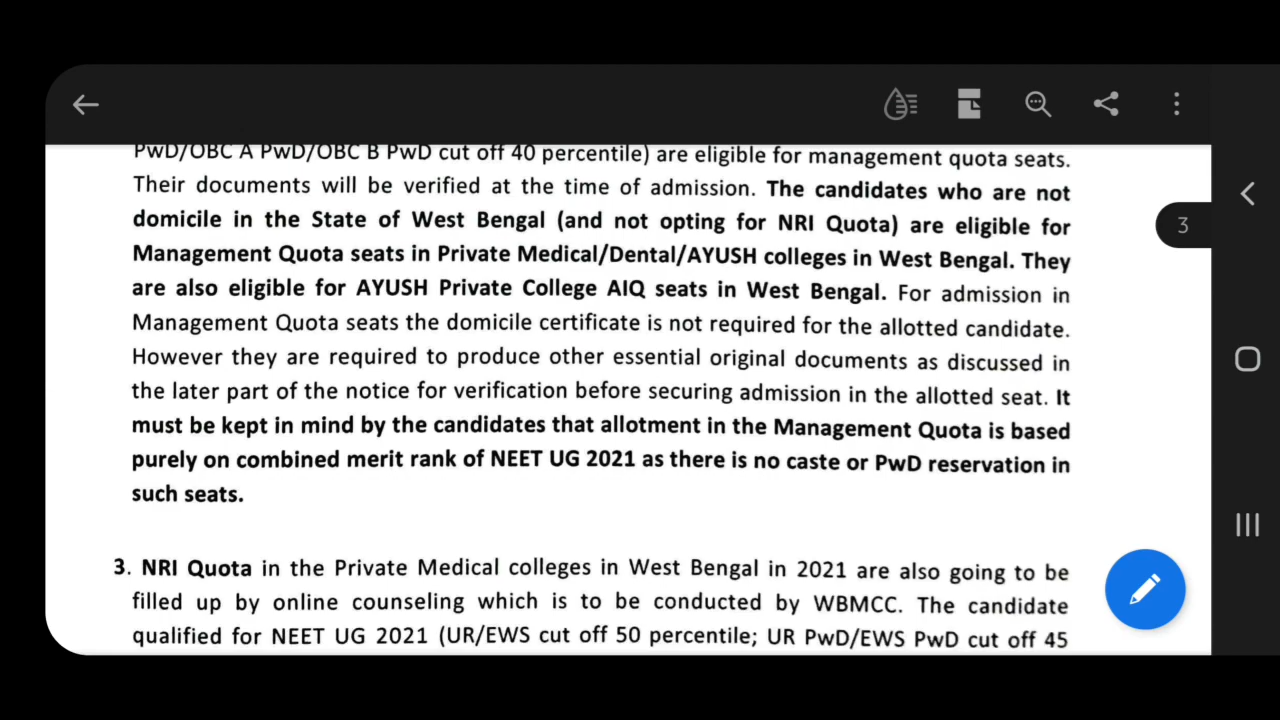 PwD/OBC A PwD/OBC B PwD cut off 40 percentile) are eligible for management quota seats.
Their documents will be verified at the time of admission. The candidates who are not
domicile in the State of West Bengal (and not opting for NRI Quota) are eligible for
Management Quota seats in Private Medical/Dental/AYUSH colleges in West Bengal. They
are also eligible for AYUSH Private College AIQ seats in West Bengal. For admission in
Management Quota seats the domicile certificate is not required for the allotted candidate.
However they are required to produce other essential original documents as discussed in
the later part of the notice for verification before securing admission in the allotted seat. It
must be kept in mind by the candidates that allotment in the Management Quota is based
purely on combined merit rank of NEET UG 2021 as there is no caste or PwD reservation in
such seats.
3. NRI Quota in the Private Medical colleges in West Bengal in 2021 are also going to be
filled up by online counseling which is to be conducted by WBMCC. The candidate
qualified for NEET UG 2021 (UR/EWS cut off 50 percentile; UR PwD/EWS PwD cut off 45
3